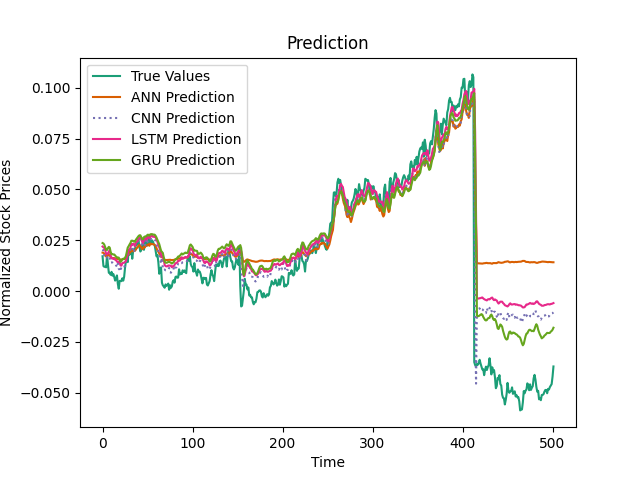 Prediction
0.100
0.075
0.050
0.025
0.000
−0.025
−0.050
Normalized Stock Prices
True Values
ANN Prediction
CNN Prediction
LSTM Prediction
GRU Prediction
0 100 200 300 400 500
Time